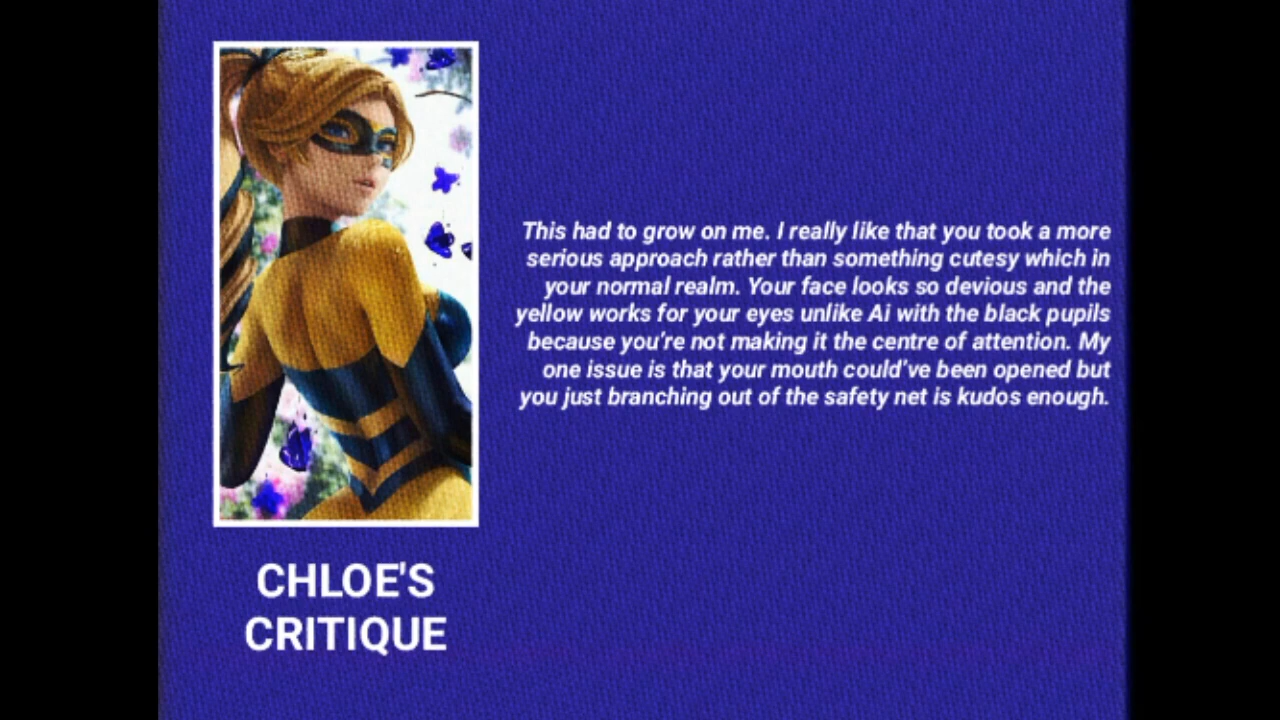 This had to grow on me. I really like that you took a more
serious approach rather than something cutesy which in
your normal realm. Your face looks so devious and the
yellow works for your eyes unlike Ai with the black pupils
because you're not making it the centre of attention. My
one issue is that your mouth could've been opened but
you just branching out of the safety net is kudos enough.
CHLOE'S
CRITIQUE